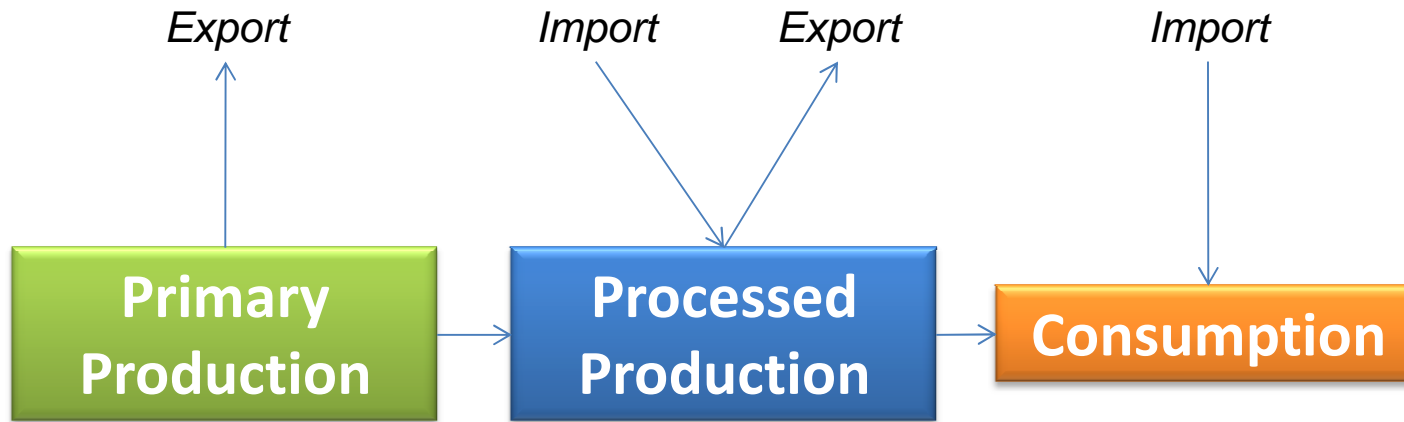 Export
Import
Export
Import
Primary
Production
Processed
Production
Consumption